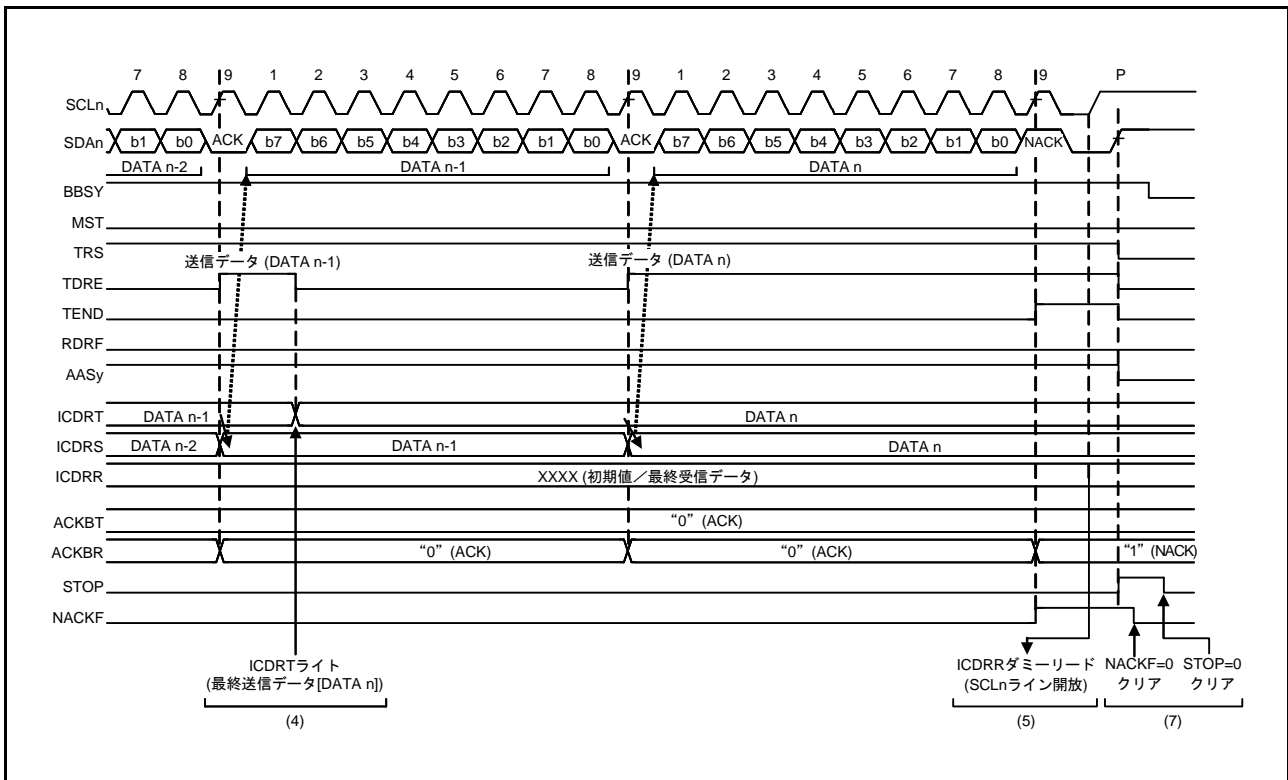 7 8 9 1 2 3 4 5 6 7 8 9 1 2 3 4 5 6 2 7 8 9 P
SCLn
SDAn b1 b0 ACK b7 b6 b5 b4 b3 b2 b1 b0 ACK b7 b6 b5 b4 b3 b2 b1 b0 NACK
DATA n-2 DATA n-1 DATA n
BBSY
MST
TRS
送信データ (DATA n-1) 送信データ (DATA n)
TDRE
TEND
RDRF
AASy
ICDRT DATA n-1 DATA n
ICDRS DATA n-2 DATA n-1 DATA n
ICDRR XXXX (初期値／最終受信データ)
ACKBT “0” (ACK)
ACKBR “0” (ACK) “0” (ACK) “1” (NACK)
STOP
NACKF
ICDRTライト
(最終送信データ[DATA n])
(4)
ICDRRダミーリード
(SCLnライン開放)
(5)
NACKF=0 STOP=0
クリア クリア
(7)